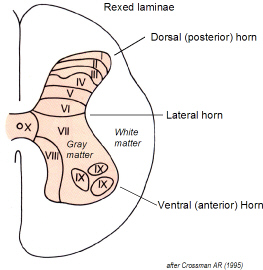 Rexed laminae
Dorsal (posterior) horn
I
II
III
IV
V
VI
Lateral horn
X
VII
White
matter
Gray
matter
VIII
IX
IX
IX
Ventral (anterior) Horn
after Crossman AR (1995)